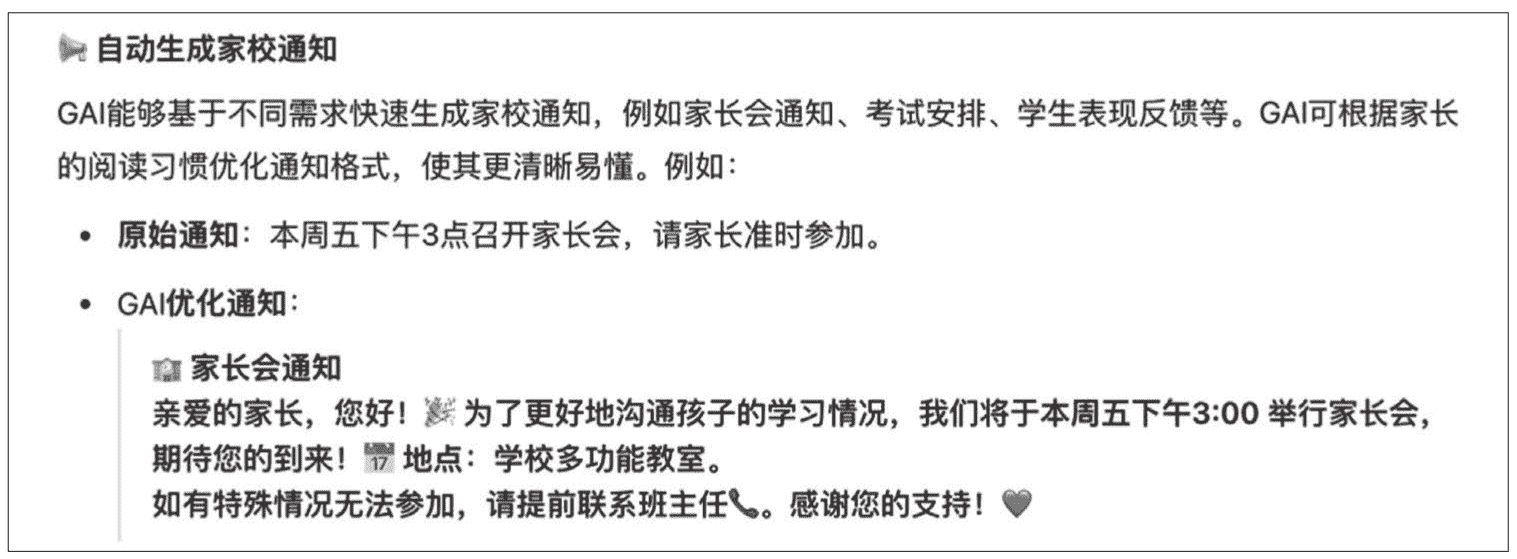 📢 自动生成家校通知
GAI能够基于不同需求快速生成家校通知，例如家长会通知、考试安排、学生表现反馈等。GAI可根据家长
的阅读习惯优化通知格式，使其更清晰易懂。例如：
• 原始通知：本周五下午3点召开家长会，请家长准时参加。
• GAI优化通知：
🏫 家长会通知
亲爱的家长，您好！🎉 为了更好地沟通孩子的学习情况，我们将于本周五下午3:00 举行家长会，
期待您的到来！📅 地点：学校多功能教室。
如有特殊情况无法参加，请提前联系班主任📞。感谢您的支持！❤